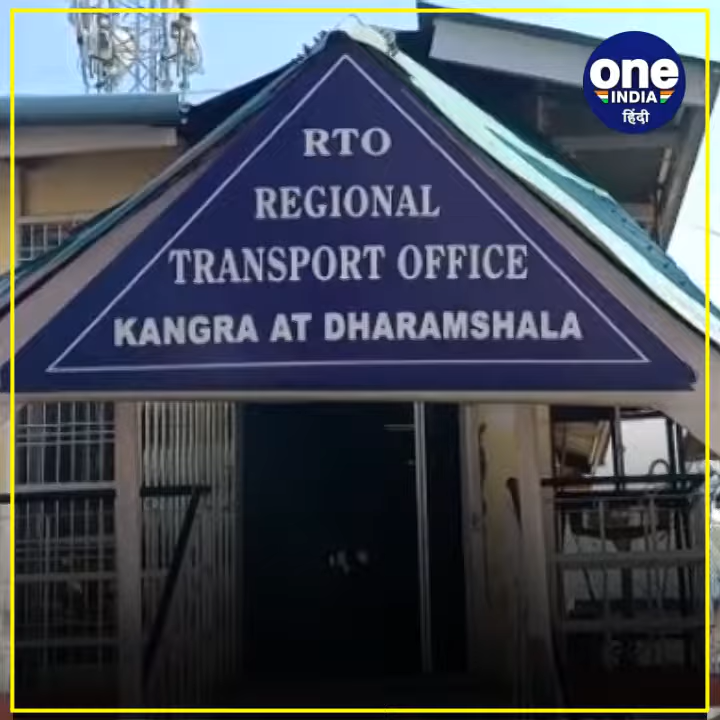 one
INDIA
हिंदी
RTO
REGIONAL
TRANSPORT OFFICE
KANGRA AT DHARAMSHALA